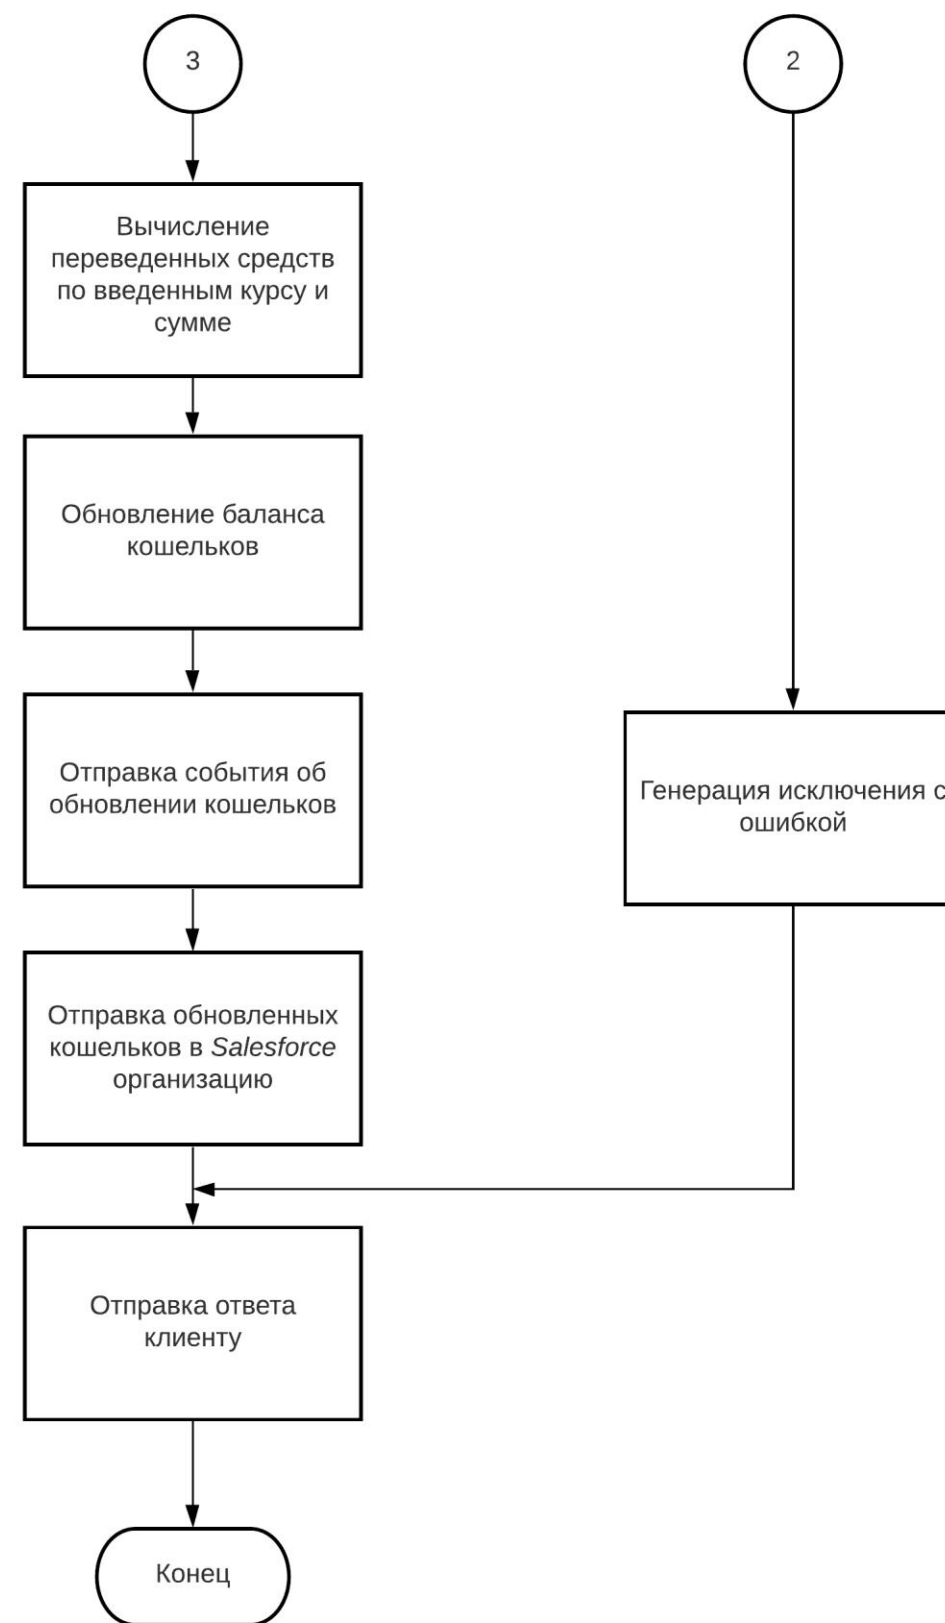 3
Вычисление
переведенных средств
по введенным курсу и
сумме
Обновление баланса
кошельков
Отправка события об
обновлении кошельков
Отправка обновленных
кошельков в Salesforce
организацию
Отправка ответа
клиенту
Конец
2
Генерация исключения с
ошибкой